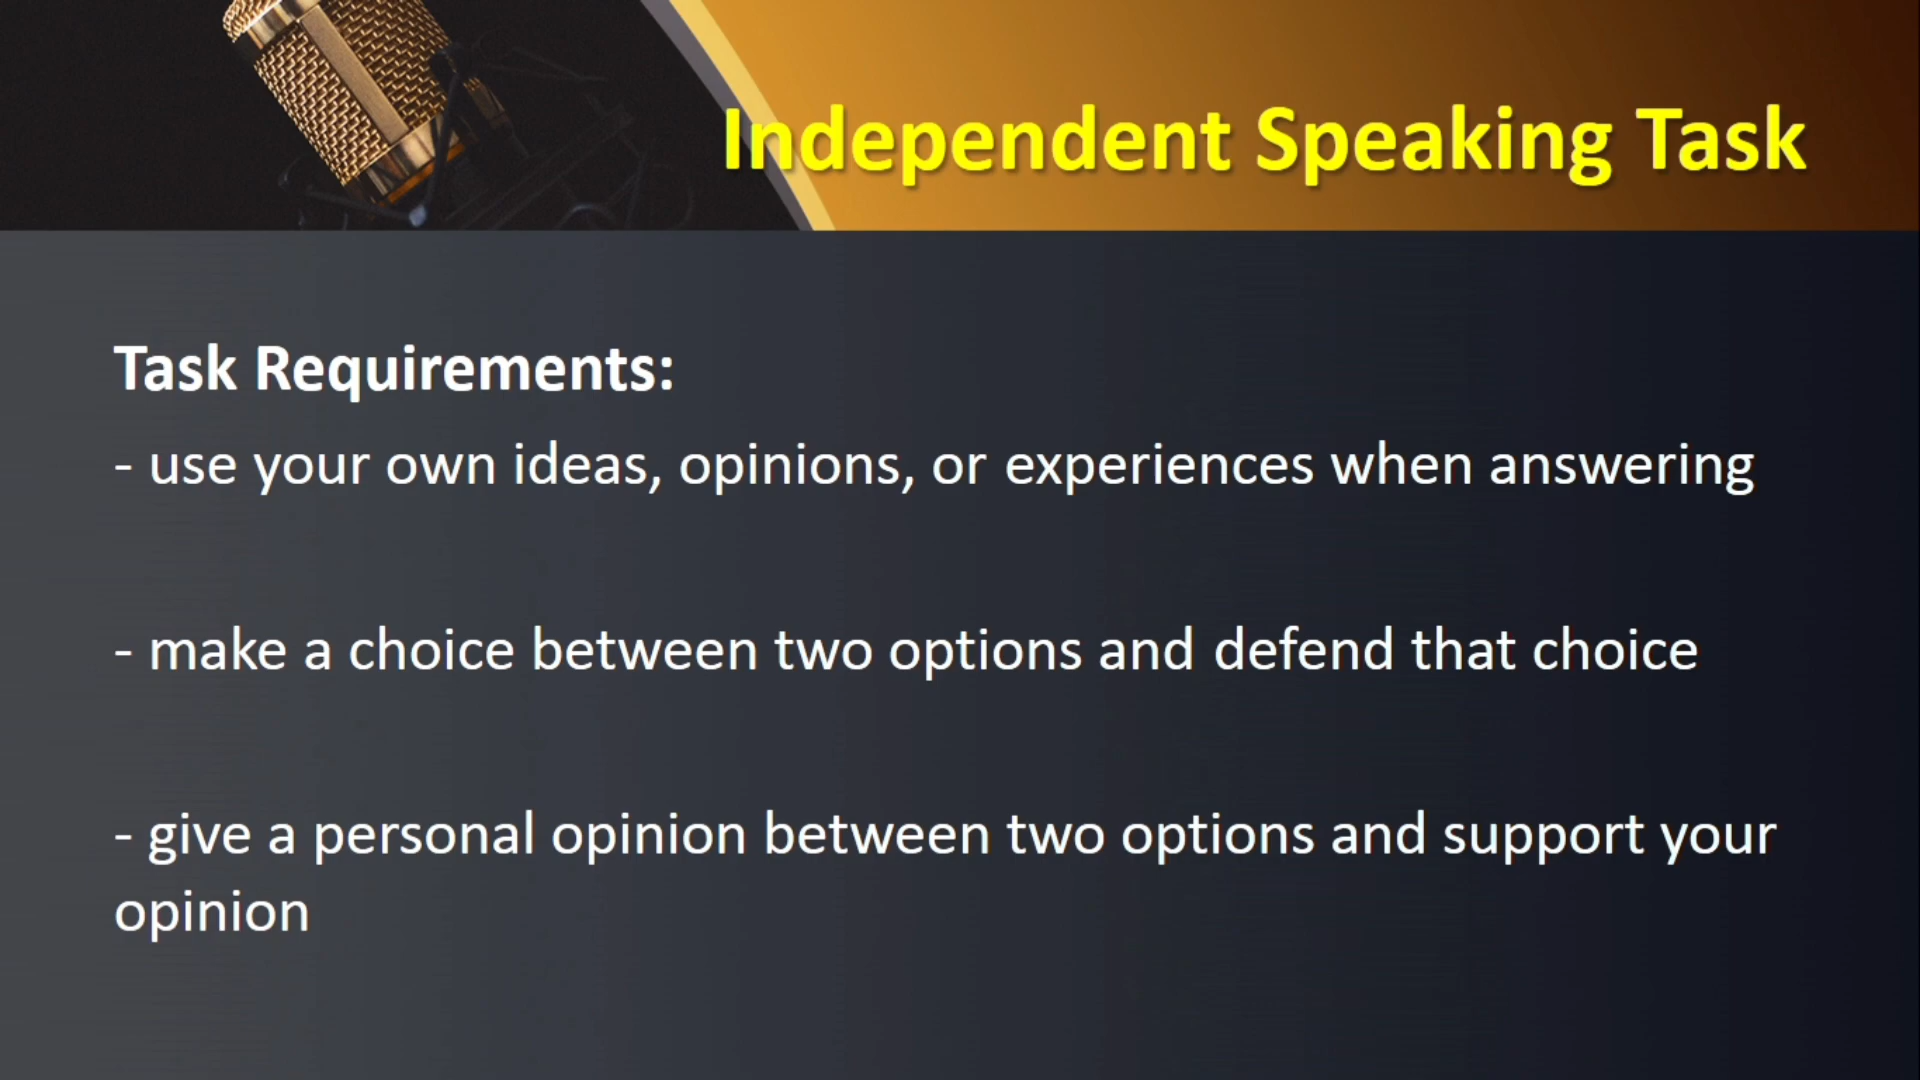 Independent Speaking Task
Task Requirements:
- use your own ideas, opinions, or experiences when answering
- make a choice between two options and defend that choice
- give a personal opinion between two options and support your
opinion